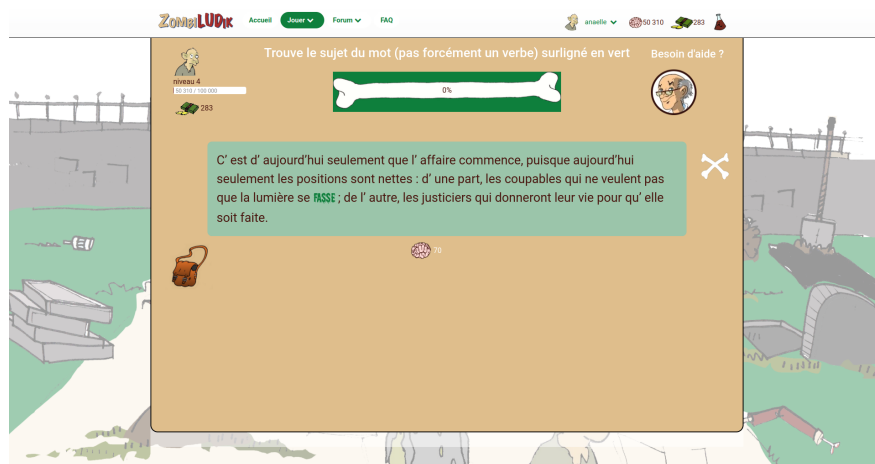 ZombiLUDik Accueil Jouer Forum FAQ anaelle 50 310 283
Trouve le sujet du mot (pas forcément un verbe) surligné en vert
Besoin d'aide ?
niveau 4
50 310 / 100 000
283
0%
C' est d' aujourd'hui seulement que l' affaire commence, puisque aujourd'hui
seulement les positions sont nettes : d' une part, les coupables qui ne veulent pas
que la lumière se FASSE ; de l' autre, les justiciers qui donneront leur vie pour qu' elle
soit faite.
70